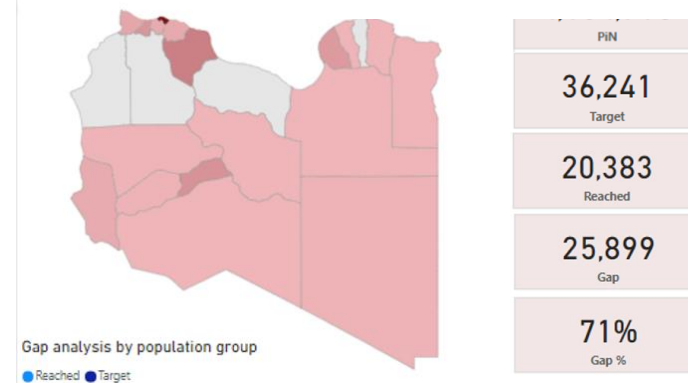 PiN
36,241
Target
20,383
Reached
25,899
Gap
71%
Gap %
Gap analysis by population group
Reached Target